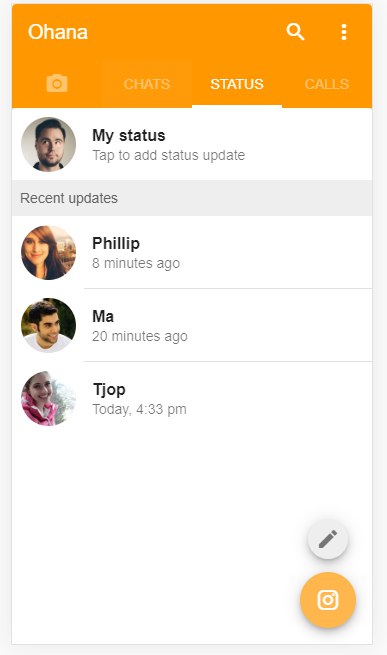 Ohana
CHATS
STATUS
CALLS
My status
Tap to add status update
Recent updates
Phillip
8 minutes ago
Ma
20 minutes ago
Tjop
Today, 4:33 pm